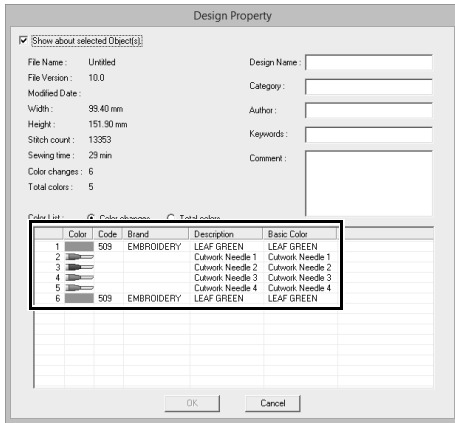 Design Property
Show about selected Object(s).
File Name : Untitled
File Version : 10.0
Modified Date :
Width : 99.40 mm
Height : 151.90 mm
Stitch count : 13353
Sewing time : 29 min
Color changes : 6
Total colors : 5
Design Name :
Category :
Author :
Keywords :
Comment :
Color List : Color changes Total colors
Color Code Brand Description Basic Color
1 509 EMBROIDERY LEAF GREEN LEAF GREEN
2 Cutwork Needle 1 Cutwork Needle 1
3 Cutwork Needle 2 Cutwork Needle 2
4 Cutwork Needle 3 Cutwork Needle 3
5 Cutwork Needle 4 Cutwork Needle 4
6 509 EMBROIDERY LEAF GREEN LEAF GREEN
OK Cancel